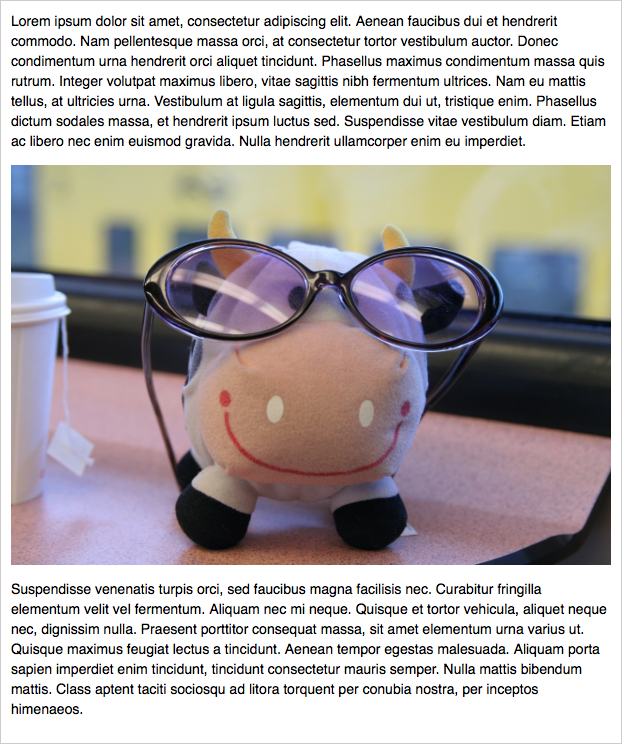 Lorem ipsum dolor sit amet, consectetur adipiscing elit. Aenean faucibus dui et hendrerit
commodo. Nam pellentesque massa orci, at consectetur tortor vestibulum auctor. Donec
condimentum urna hendrerit orci aliquet tincidunt. Phasellus maximus condimentum massa quis
rutrum. Integer volutpat maximus libero, vitae sagittis nibh fermentum ultrices. Nam eu mattis
tellus, at ultricies urna. Vestibulum at ligula sagittis, elementum dui ut, tristique enim. Phasellus
dictum sodales massa, et hendrerit ipsum luctus sed. Suspendisse vitae vestibulum diam. Etiam
ac libero nec enim euismod gravida. Nulla hendrerit ullamcorper enim eu imperdiet.
Suspendisse venenatis turpis orci, sed faucibus magna facilisis nec. Curabitur fringilla
elementum velit vel fermentum. Aliquam nec mi neque. Quisque et tortor vehicula, aliquet neque
nec, dignissim nulla. Praesent porttitor consequat massa, sit amet elementum urna varius ut.
Quisque maximus feugiat lectus a tincidunt. Aenean tempor egestas malesuada. Aliquam porta
sapien imperdiet enim tincidunt, tincidunt consectetur mauris semper. Nulla mattis bibendum
mattis. Class aptent taciti sociosqu ad litora torquent per conubia nostra, per inceptos
himenaeos.